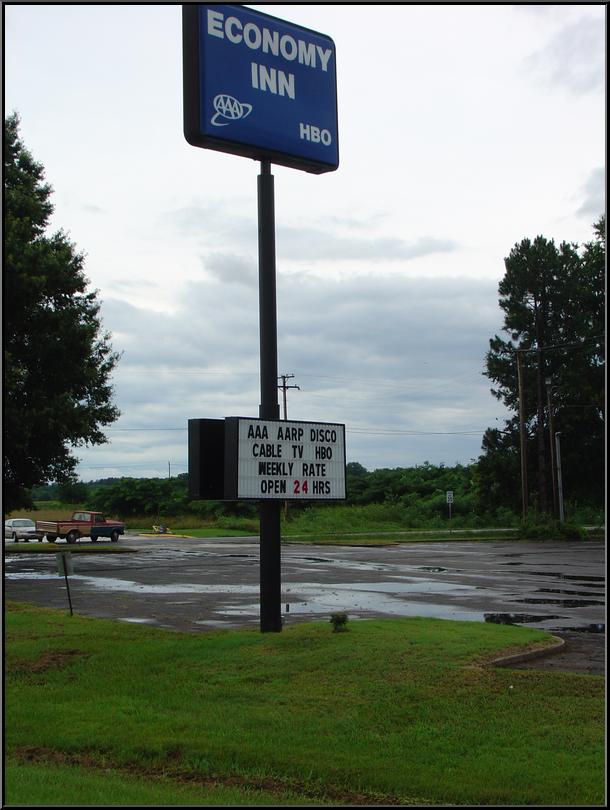 ECONOMY
INN
AAA
HBO
AAA AARP DISCO
CABLE TV HBO
WEEKLY RATE
OPEN 24 HRS